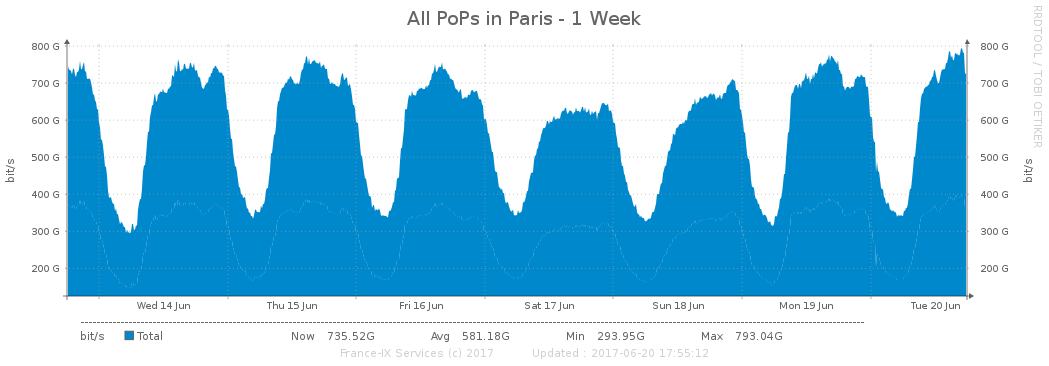 All PoPs in Paris - 1 Week
RRDTOOL / TOBI OETIKER
800 G 800 G
700 G 700 G
600 G 600 G
500 G 500 G
400 G 400 G
300 G 300 G
200 G 200 G
bit/s bit/s
Wed 14 Jun Thu 15 Jun Fri 16 Jun Sat 17 Jun Sun 18 Jun Mon 19 Jun Tue 20 Jun
bit/s Total Now 735.52G Avg 581.18G Min 293.95G Max 793.04G
France-IX Services (c) 2017 Updated : 2017-06-20 17:55:12